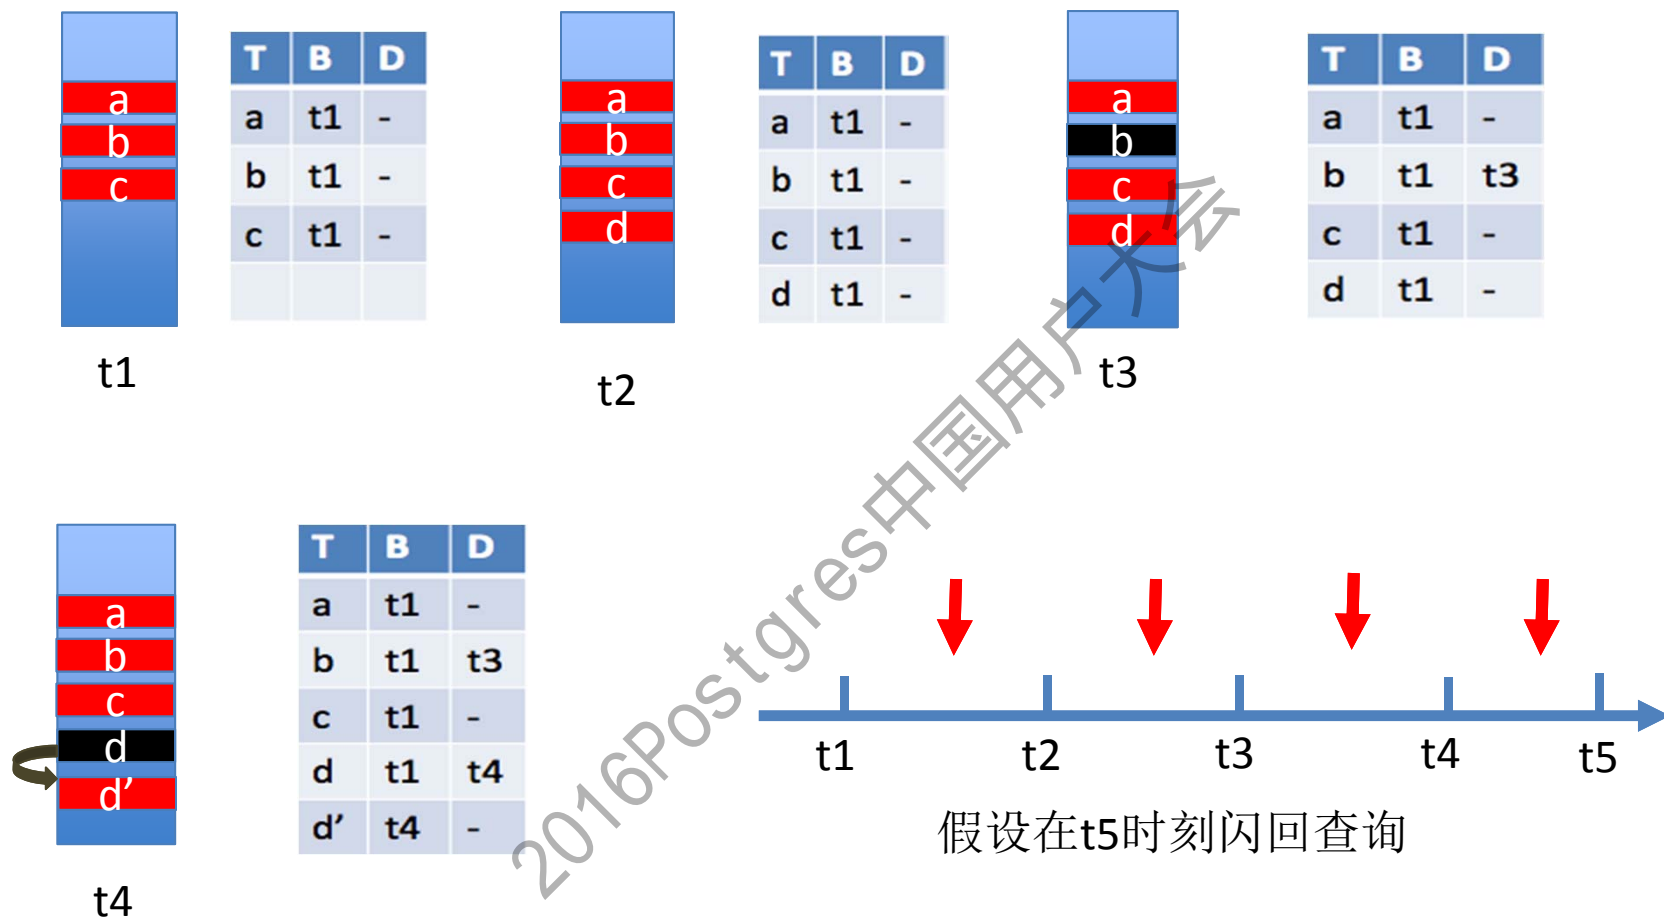 a
b
c
T B D
a t1 -
b t1 -
c t1 -
t1
a
b
c
d
T B D
a t1 -
b t1 -
c t1 -
d t1 -
t2
a
b
c
d
T B D
a t1 -
b t1 t3
c t1 -
d t1 -
t3
a
b
c
d
d’
T B D
a t1 -
b t1 t3
c t1 -
d t1 t4
d’ t4 -
t4
t1 t2 t3 t4 t5
假设在t5时刻闪回查询
2016Postgres中国用户大会